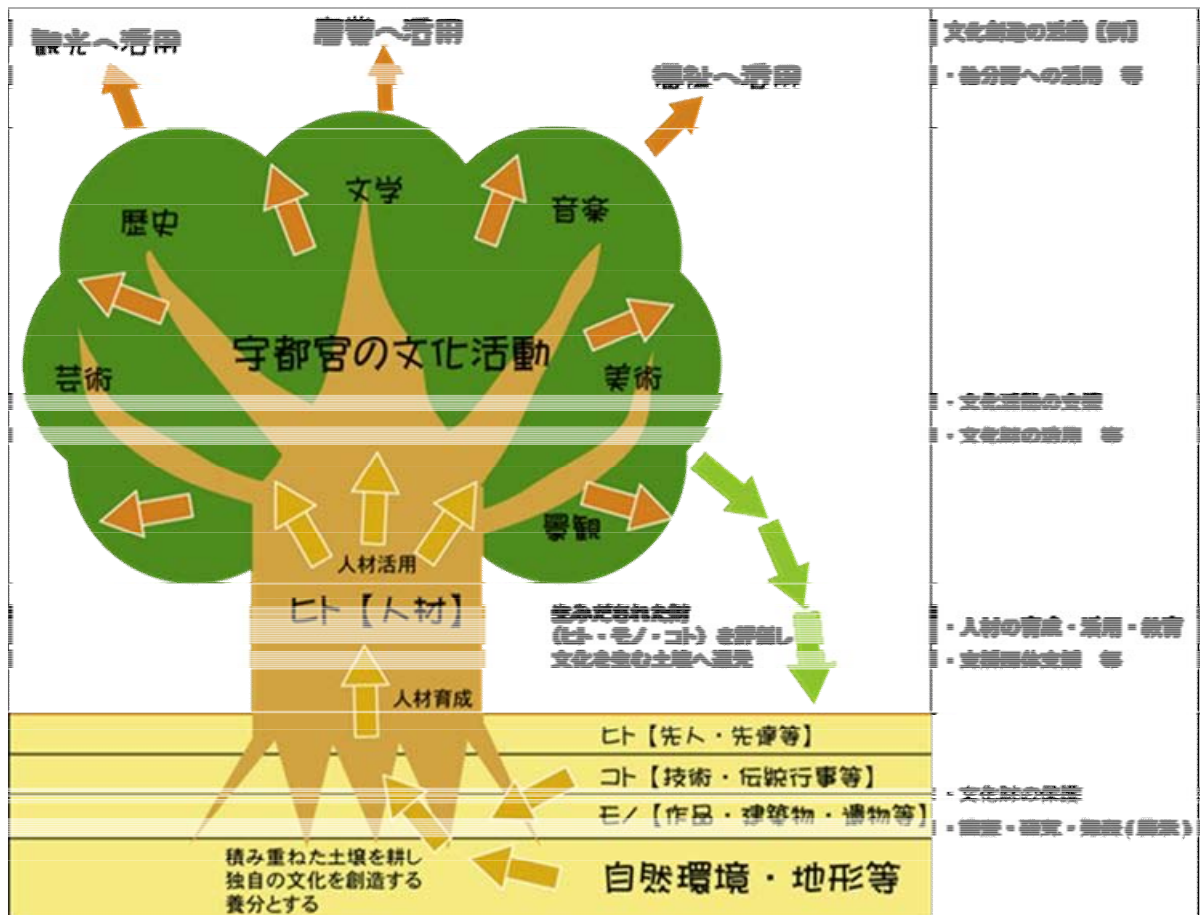 観光へ活用
産業へ活用
福祉へ活用
文化創造の活動【例】
・他分野への活用　等
文学
歴史
音楽
宇都宮の文化活動
芸術
美術
・文化活動の支援
・文化財の活用　等
景観
人材活用
ヒト【人材】
生みだされた財
（ヒト・モノ・コト）を評価し
文化を生む土壌へ還元
・人材の育成・活用・教育
人材育成
ヒト【先人・先達等】
コト【技術・伝統行事等】
モノ【作品・建築物・遺物等】
・文化財の保護
積み重ねた土壌を耕し
独自の文化を創造する
養分とする
自然環境・地形等